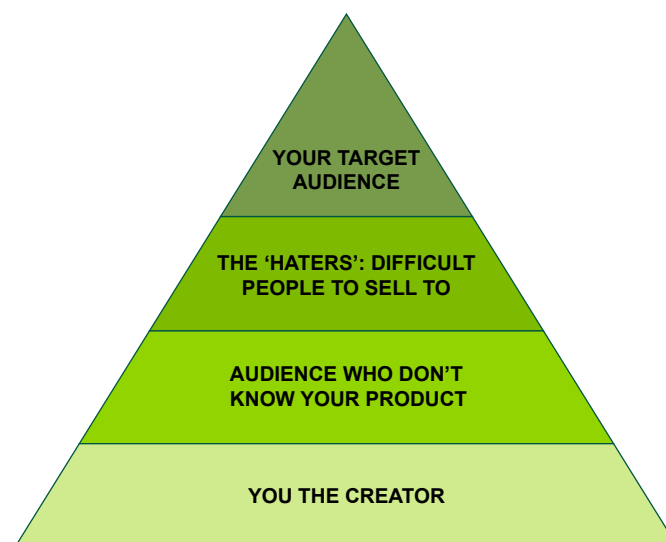 YOUR TARGET
AUDIENCE
THE ‘HATERS’: DIFFICULT
PEOPLE TO SELL TO
AUDIENCE WHO DON’T
KNOW YOUR PRODUCT
YOU THE CREATOR